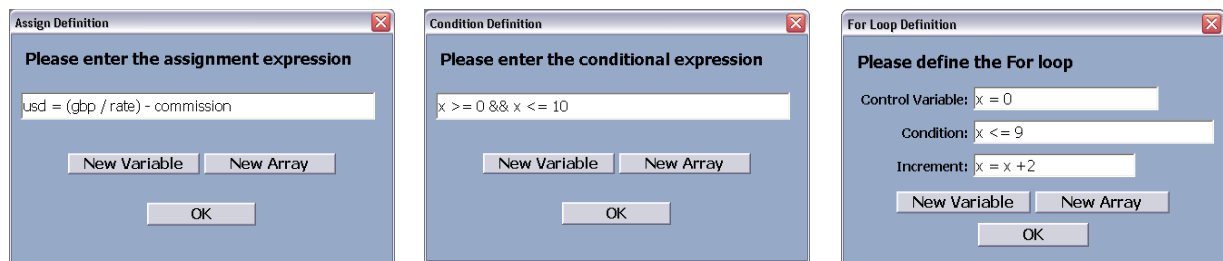 Assign Definition
Please enter the assignment expression
usd = (gbp / rate) - commission
New Variable New Array
OK
Condition Definition
Please enter the conditional expression
x >= 0 && x <= 10
New Variable New Array
OK
For Loop Definition
Please define the For loop
Control Variable: x = 0
Condition: x <= 9
Increment: x = x +2
New Variable New Array
OK